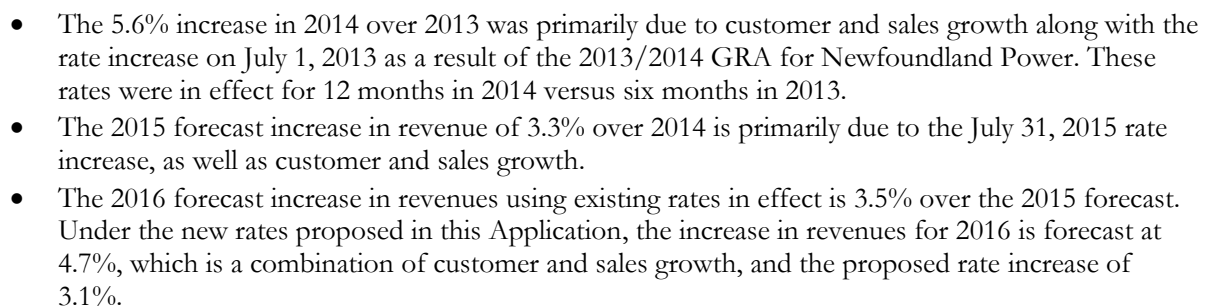 • The 5.6% increase in 2014 over 2013 was primarily due to customer and sales growth along with the
rate increase on July 1, 2013 as a result of the 2013/2014 GRA for Newfoundland Power. These
rates were in effect for 12 months in 2014 versus six months in 2013.
• The 2015 forecast increase in revenue of 3.3% over 2014 is primarily due to the July 31, 2015 rate
increase, as well as customer and sales growth.
• The 2016 forecast increase in revenues using existing rates in effect is 3.5% over the 2015 forecast.
Under the new rates proposed in this Application, the increase in revenues for 2016 is forecast at
4.7%, which is a combination of customer and sales growth, and the proposed rate increase of
3.1%.